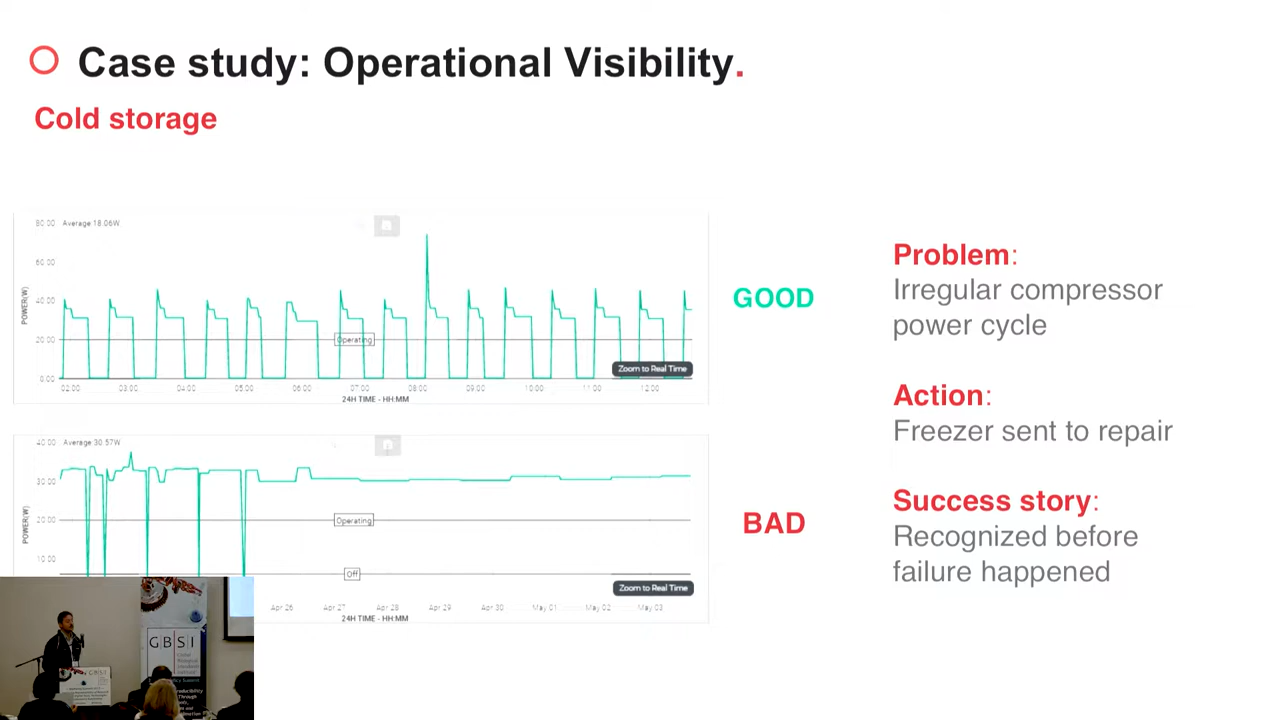 Case study: Operational Visibility.
Cold storage
80.00 Average 18.06W
60.00
40.00
20.00
0.00
POWER(W)
Operating
Zoom to Real Time
02:00 03:00 04:00 05:00 06:00 07:00 08:00 09:00 10:00 11:00 12:00
24H TIME - HH:MM
GOOD
40.00 Average 30.57W
30.00
20.00
10.00
POWER(W)
Operating
Off
Zoom to Real Time
Apr 26 Apr 27 Apr 28 Apr 29 Apr 30 May 01 May 02 May 03
24H TIME - HH:MM
BAD
Problem:
Irregular compressor
power cycle
Action:
Freezer sent to repair
Success story:
Recognized before
failure happened
GBSI
GBSI